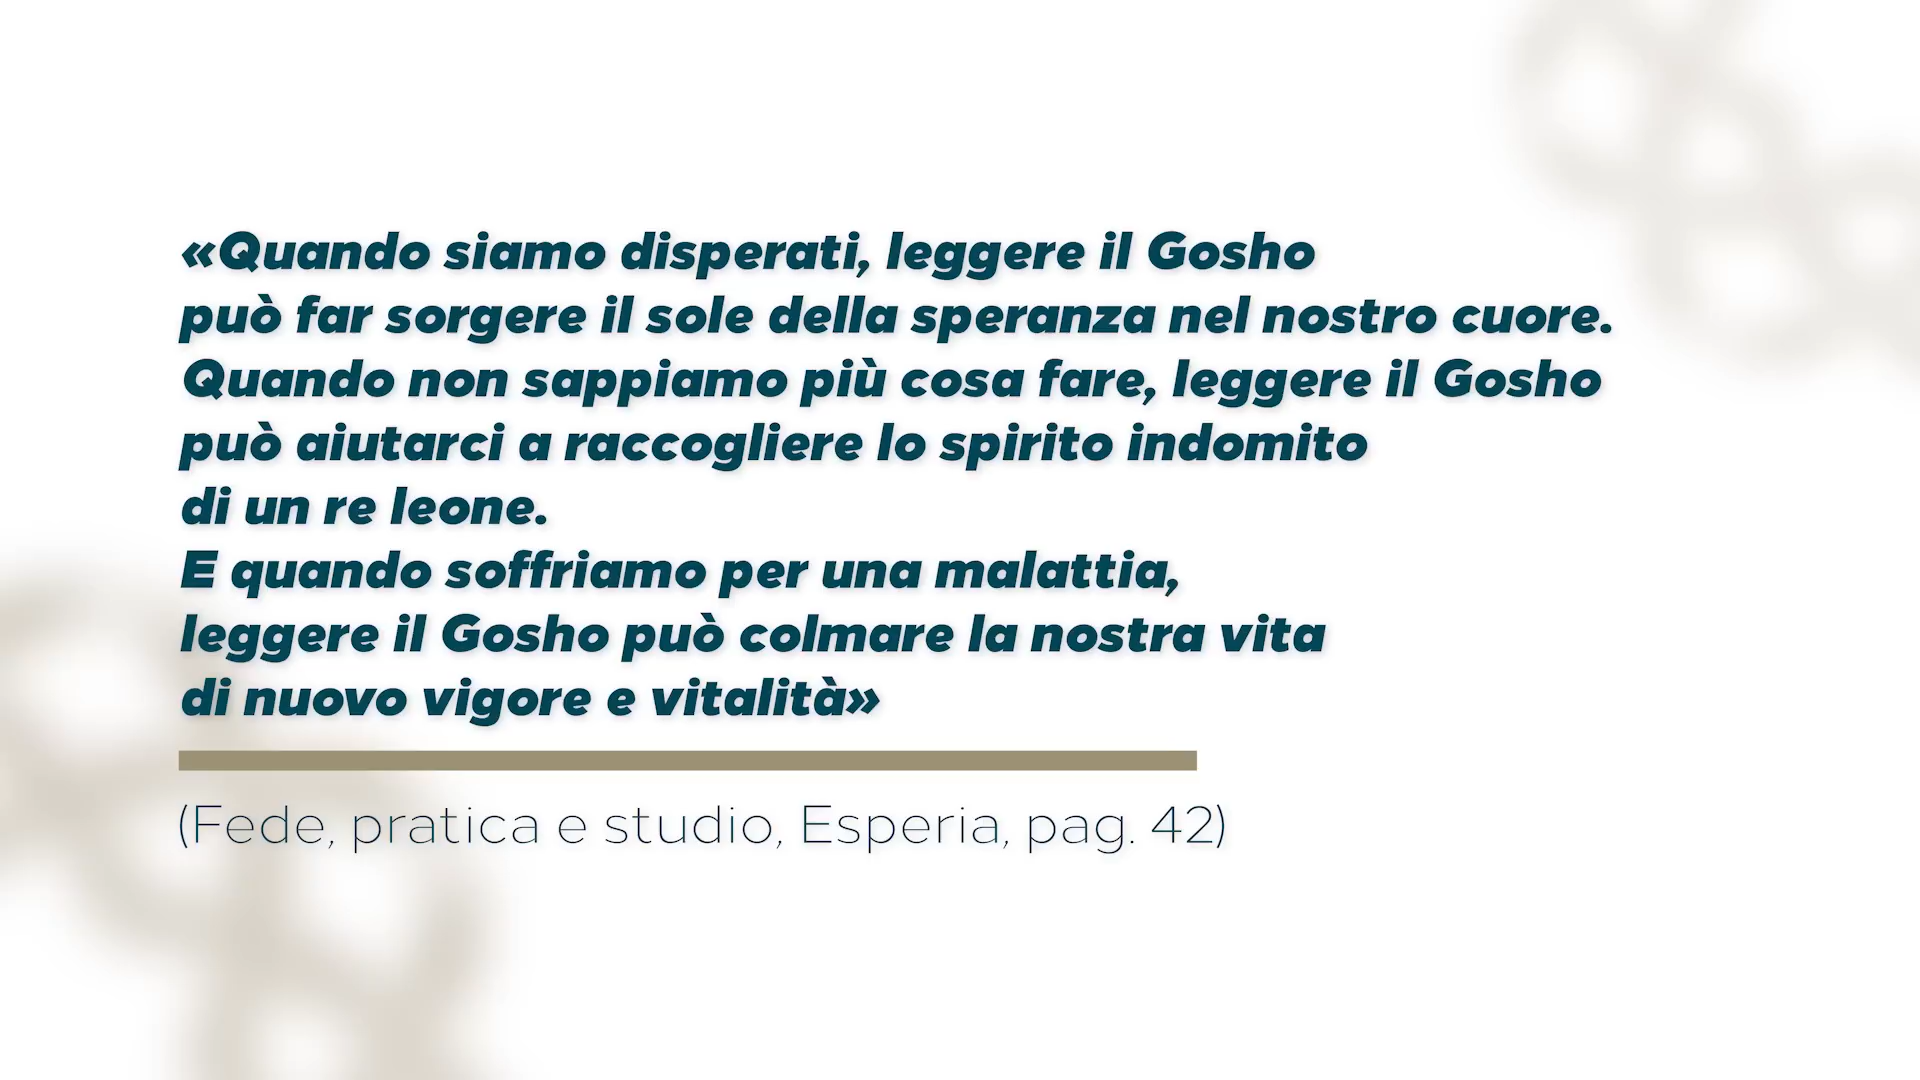 «Quando siamo disperati, leggere il Gosho
può far sorgere il sole della speranza nel nostro cuore.
Quando non sappiamo più cosa fare, leggere il Gosho
può aiutarci a raccogliere lo spirito indomito
di un re leone.
E quando soffriamo per una malattia,
leggere il Gosho può colmare la nostra vita
di nuovo vigore e vitalità»
(Fede, pratica e studio, Esperia, pag. 42)